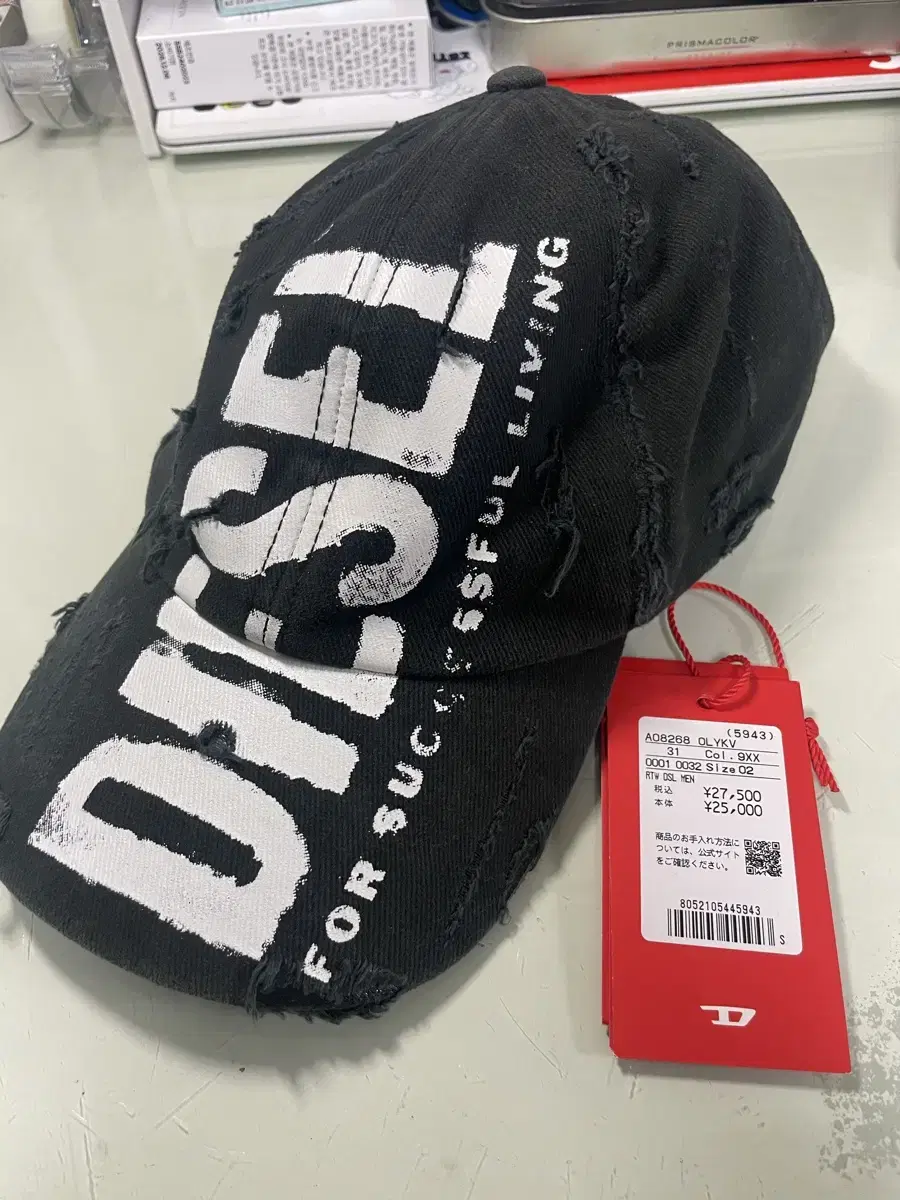 PRISMACOLOR
DIESEL
FOR SUCCESSFUL LIVING
(5943)
A08268 OLYKV
31 Col. 9XX
0001 0032 Size 02
RTW DSL MEN
税込 ¥27,500
本体 ¥25,000
商品のお手入れ方法に
ついては、公式サイト
をご確認ください。
8052105445943
S
D